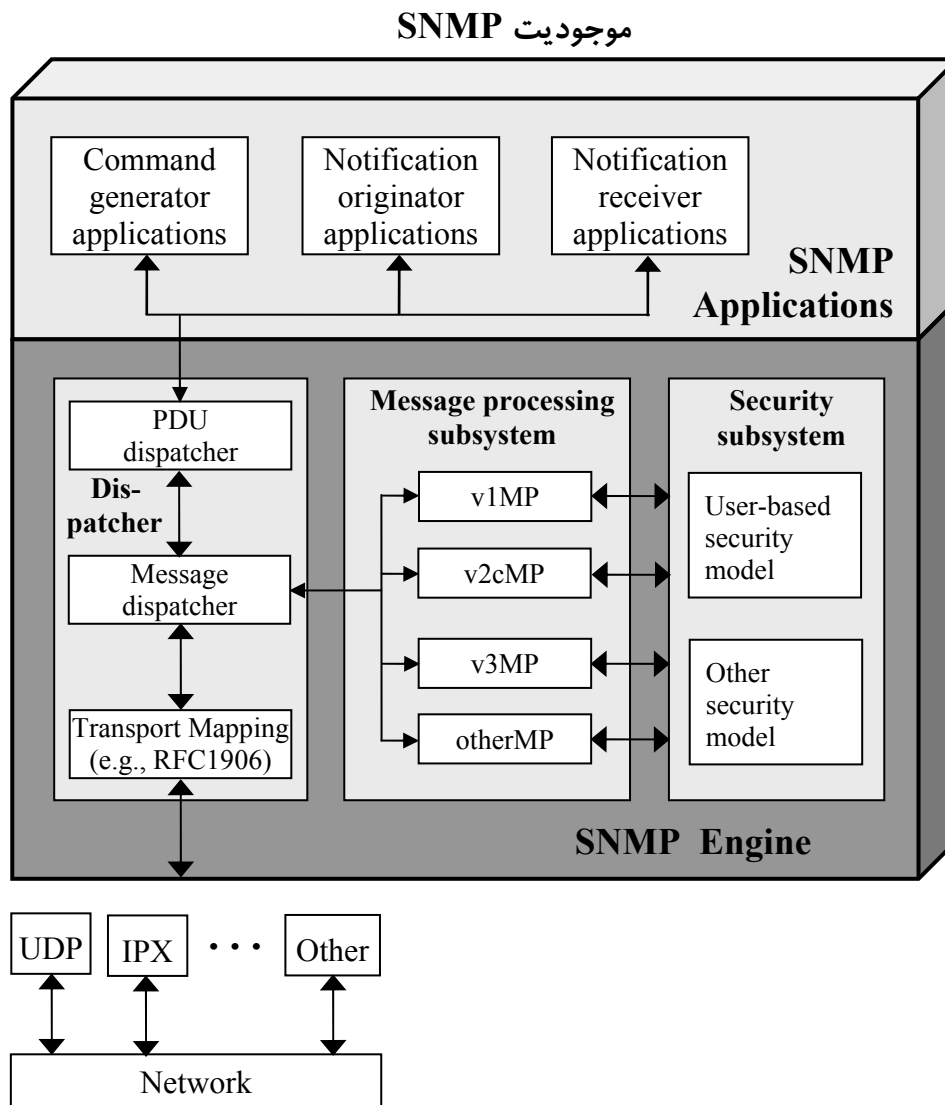 موجودیت SNMP
Command
generator
applications
Notification
originator
applications
Notification
receiver
applications
SNMP
Applications
PDU
dispatcher
Dis-
patcher
Message
dispatcher
Transport Mapping
(e.g., RFC1906)
Message processing
subsystem
v1MP
v2cMP
v3MP
otherMP
Security
subsystem
User-based
security
model
Other
security
model
SNMP Engine
UDP
IPX
• • •
Other
Network